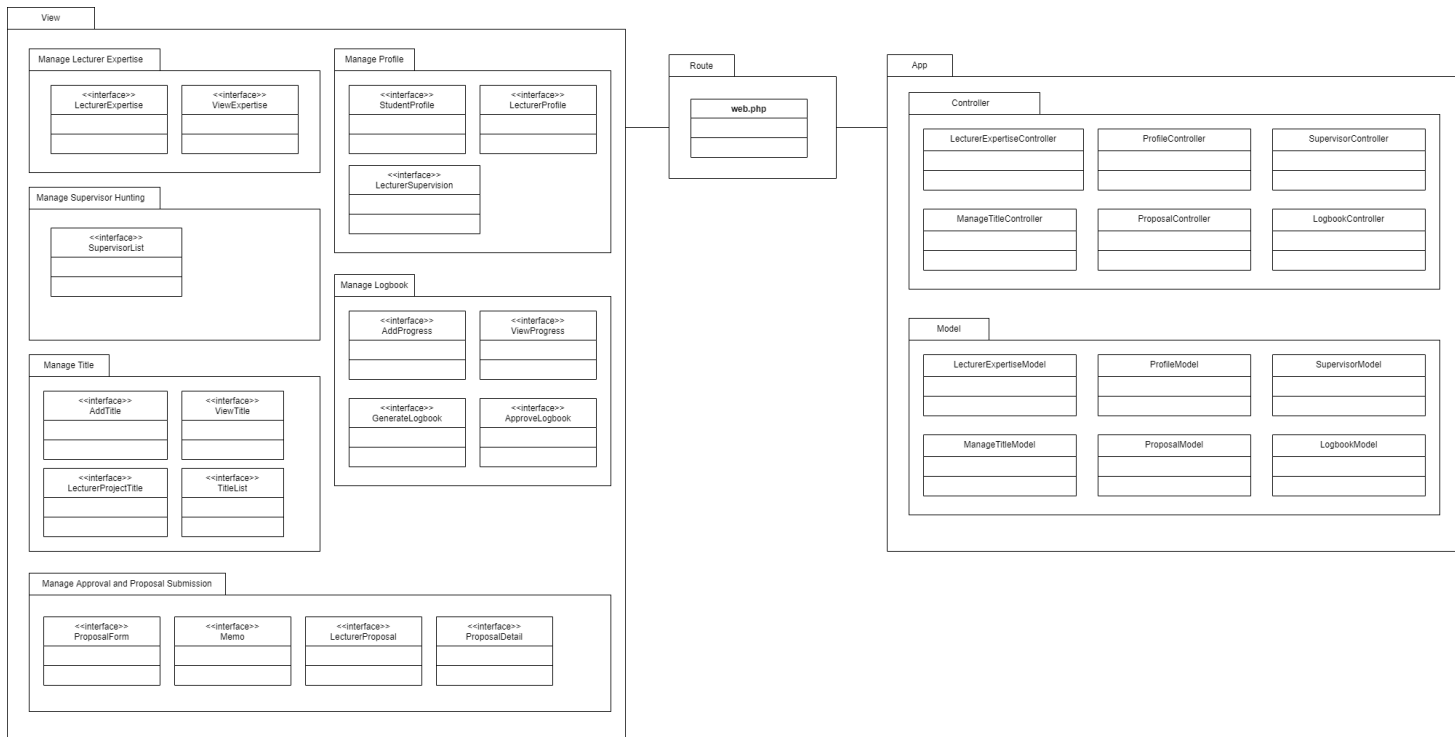 View
Manage Lecturer Expertise
<<interface>>
LecturerExpertise
<<interface>>
ViewExpertise
Manage Profile
<<interface>>
StudentProfile
<<interface>>
LecturerProfile
<<interface>>
LecturerSupervision
Manage Supervisor Hunting
<<interface>>
SupervisorList
Manage Logbook
<<interface>>
AddProgress
<<interface>>
ViewProgress
<<interface>>
GenerateLogbook
<<interface>>
ApproveLogbook
Manage Title
<<interface>>
AddTitle
<<interface>>
ViewTitle
<<interface>>
LecturerProjectTitle
<<interface>>
TitleList
Manage Approval and Proposal Submission
<<interface>>
ProposalForm
<<interface>>
Memo
<<interface>>
LecturerProposal
<<interface>>
ProposalDetail
Route
web.php
App
Controller
LecturerExpertiseController
ProfileController
SupervisorController
ManageTitleController
ProposalController
LogbookController
Model
LecturerExpertiseModel
ProfileModel
SupervisorModel
ManageTitleModel
ProposalModel
LogbookModel